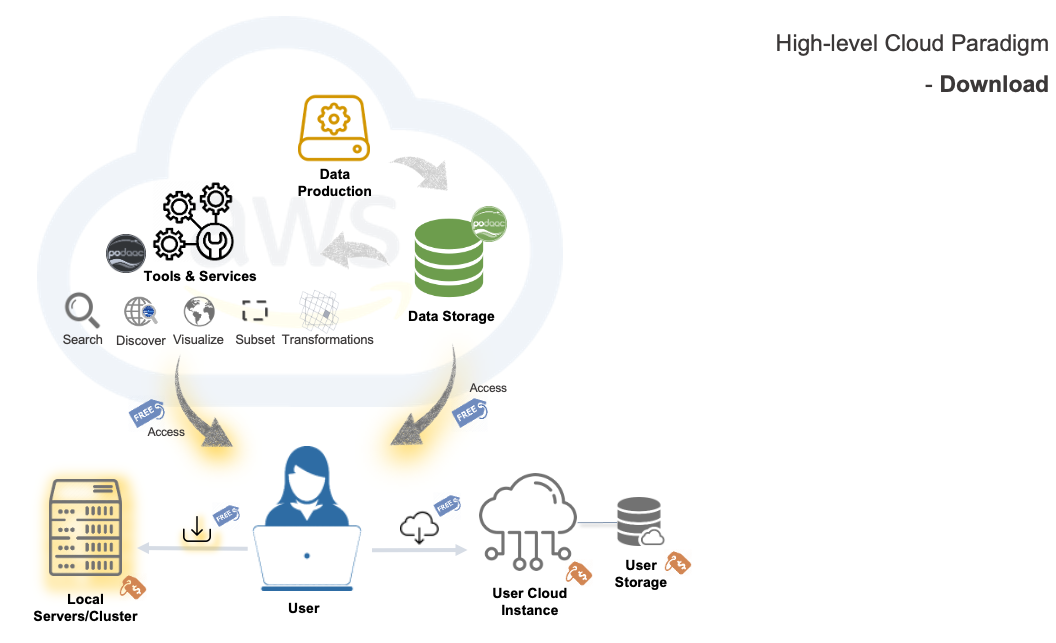 High-level Cloud Paradigm
- Download
Data
Production
aws
podaac
podaac
Tools & Services
Data Storage
Search
Discover
Visualize
Subset
Transformations
Access
FREE
FREE
Access
FREE
FREE
$
$
$
User
Storage
User Cloud
Instance
Local
Servers/Cluster
User